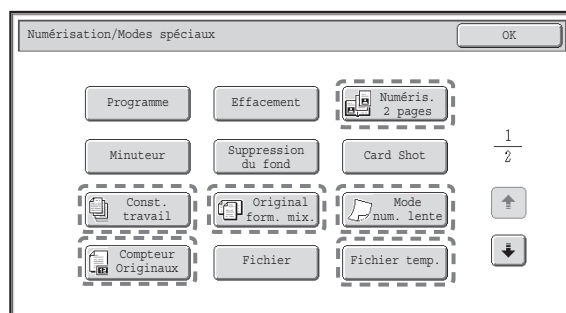 Numérisation/Modes spéciaux
OK
Programme
Effacement
Numéris.
2 pages
Minuteur
Suppression
du fond
Card Shot
1
2
Const.
travail
Original
form. mix.
Mode
num. lente
Compteur
Originaux
Fichier
Fichier temp.